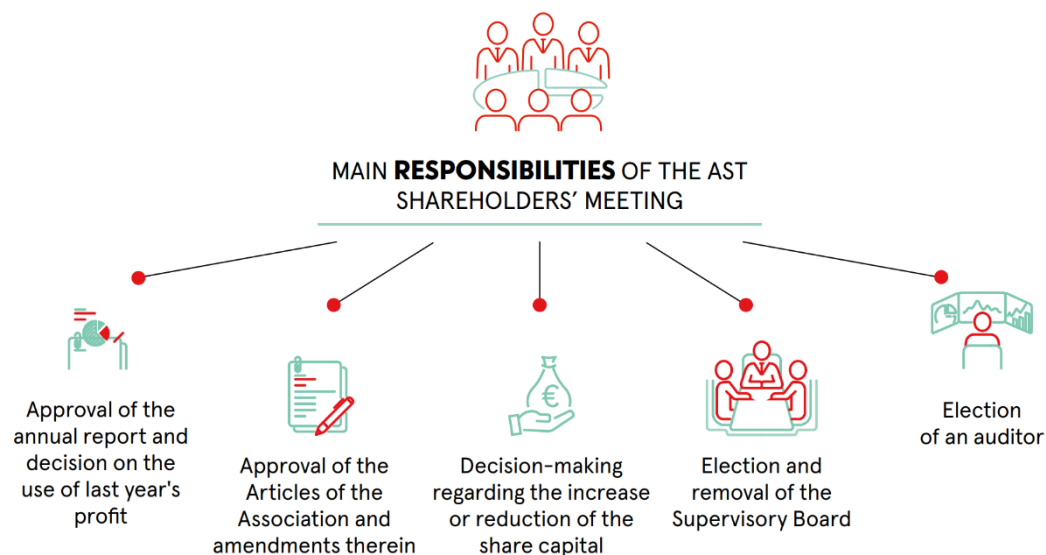 MAIN RESPONSIBILITIES OF THE AST
SHAREHOLDERS’ MEETING
Approval of the
annual report and
decision on the
use of last year's
profit
Approval of the
Articles of the
Association and
amendments therein
€
Decision-making
regarding the increase
or reduction of the
share capital
Election and
removal of the
Supervisory Board
Election
of an auditor